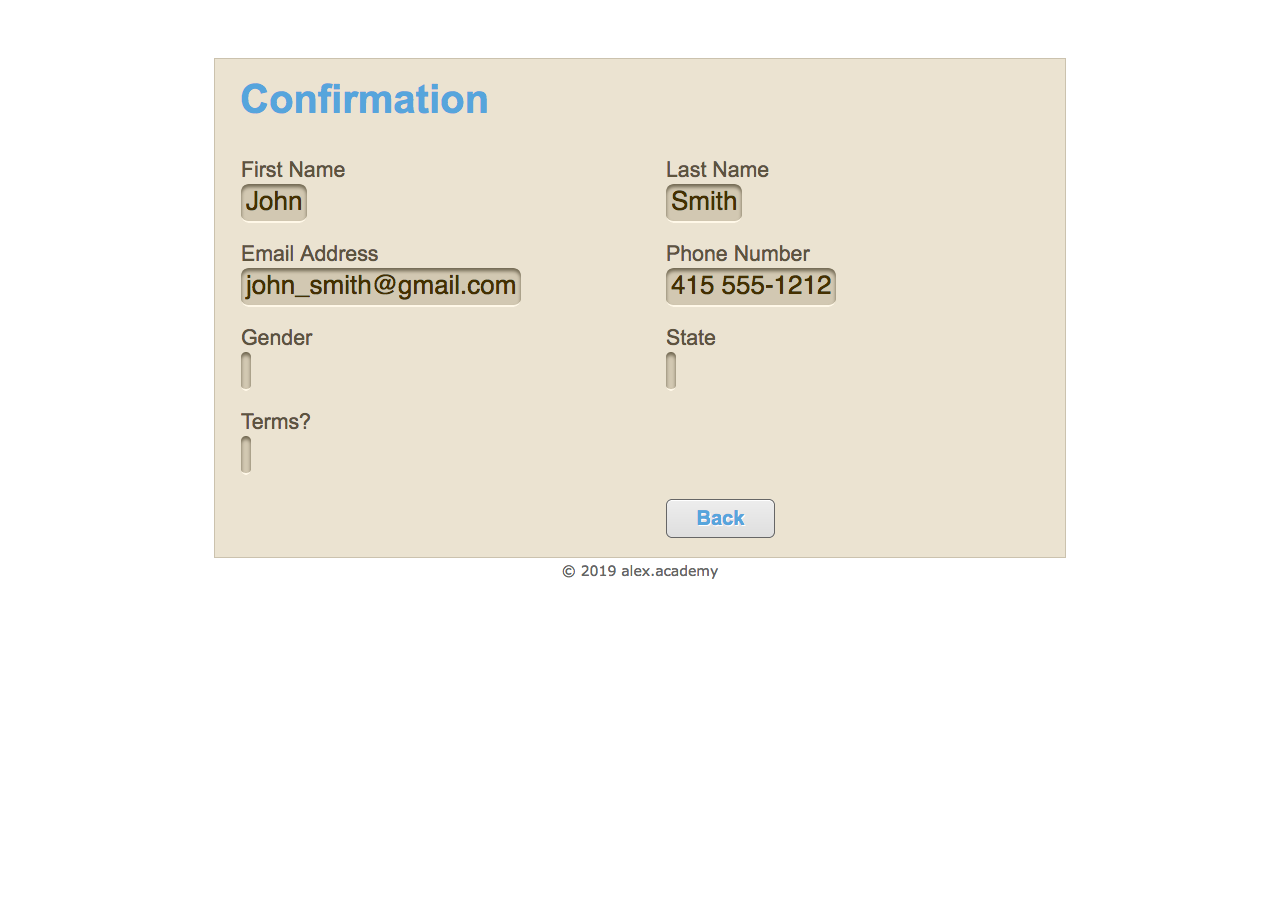 Confirmation
First Name
Last Name
John
Smith
Email Address
Phone Number
john_smith@gmail.com
415 555-1212
Gender
State
Terms?
Back
© 2019 alex.academy